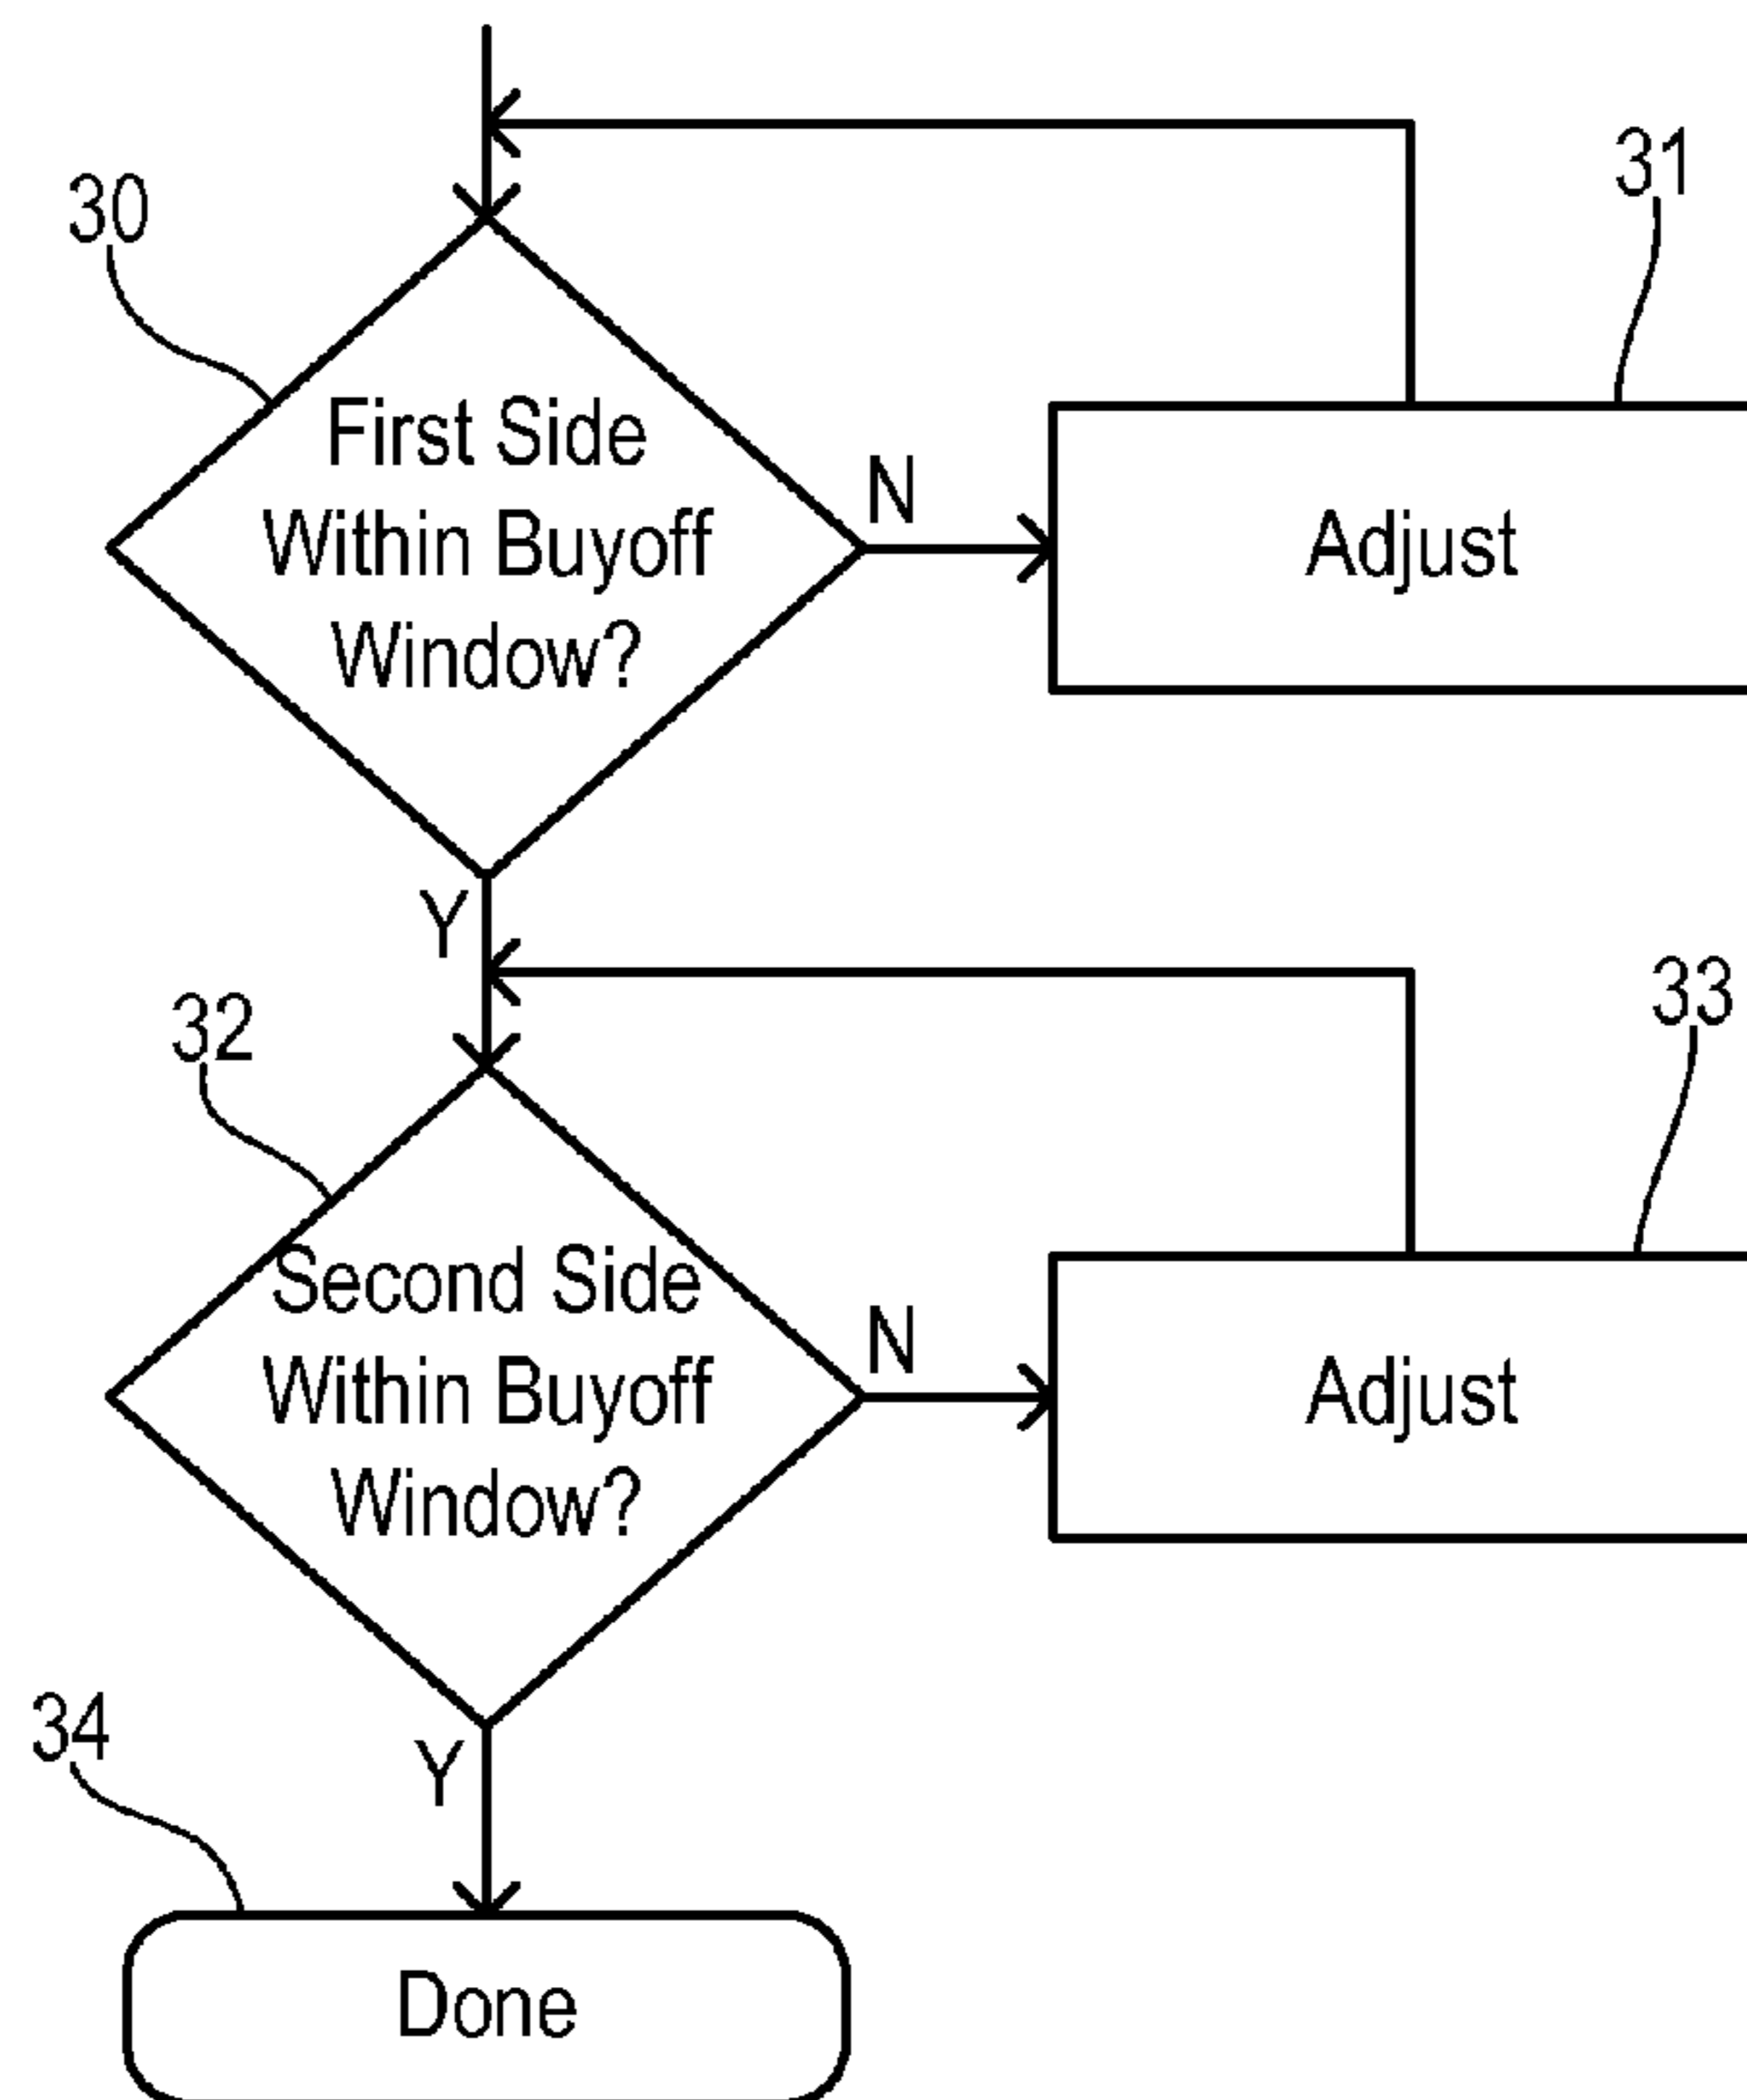 30
31
First Side
Within Buyoff
Window?
N
Adjust
Y
32
33
Second Side
Within Buyoff
Window?
N
Adjust
Y
34
Done